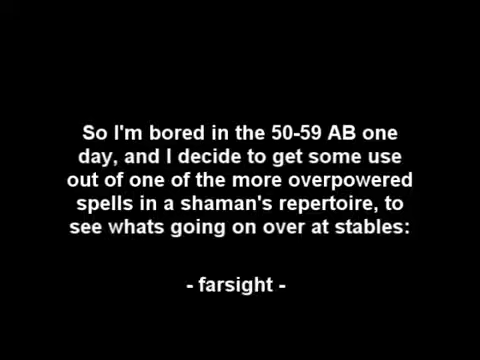 So I'm bored in the 50-59 AB one
day, and I decide to get some use
out of one of the more overpowered
spells in a shaman's repertoire, to
see whats going on over at stables:
- farsight -